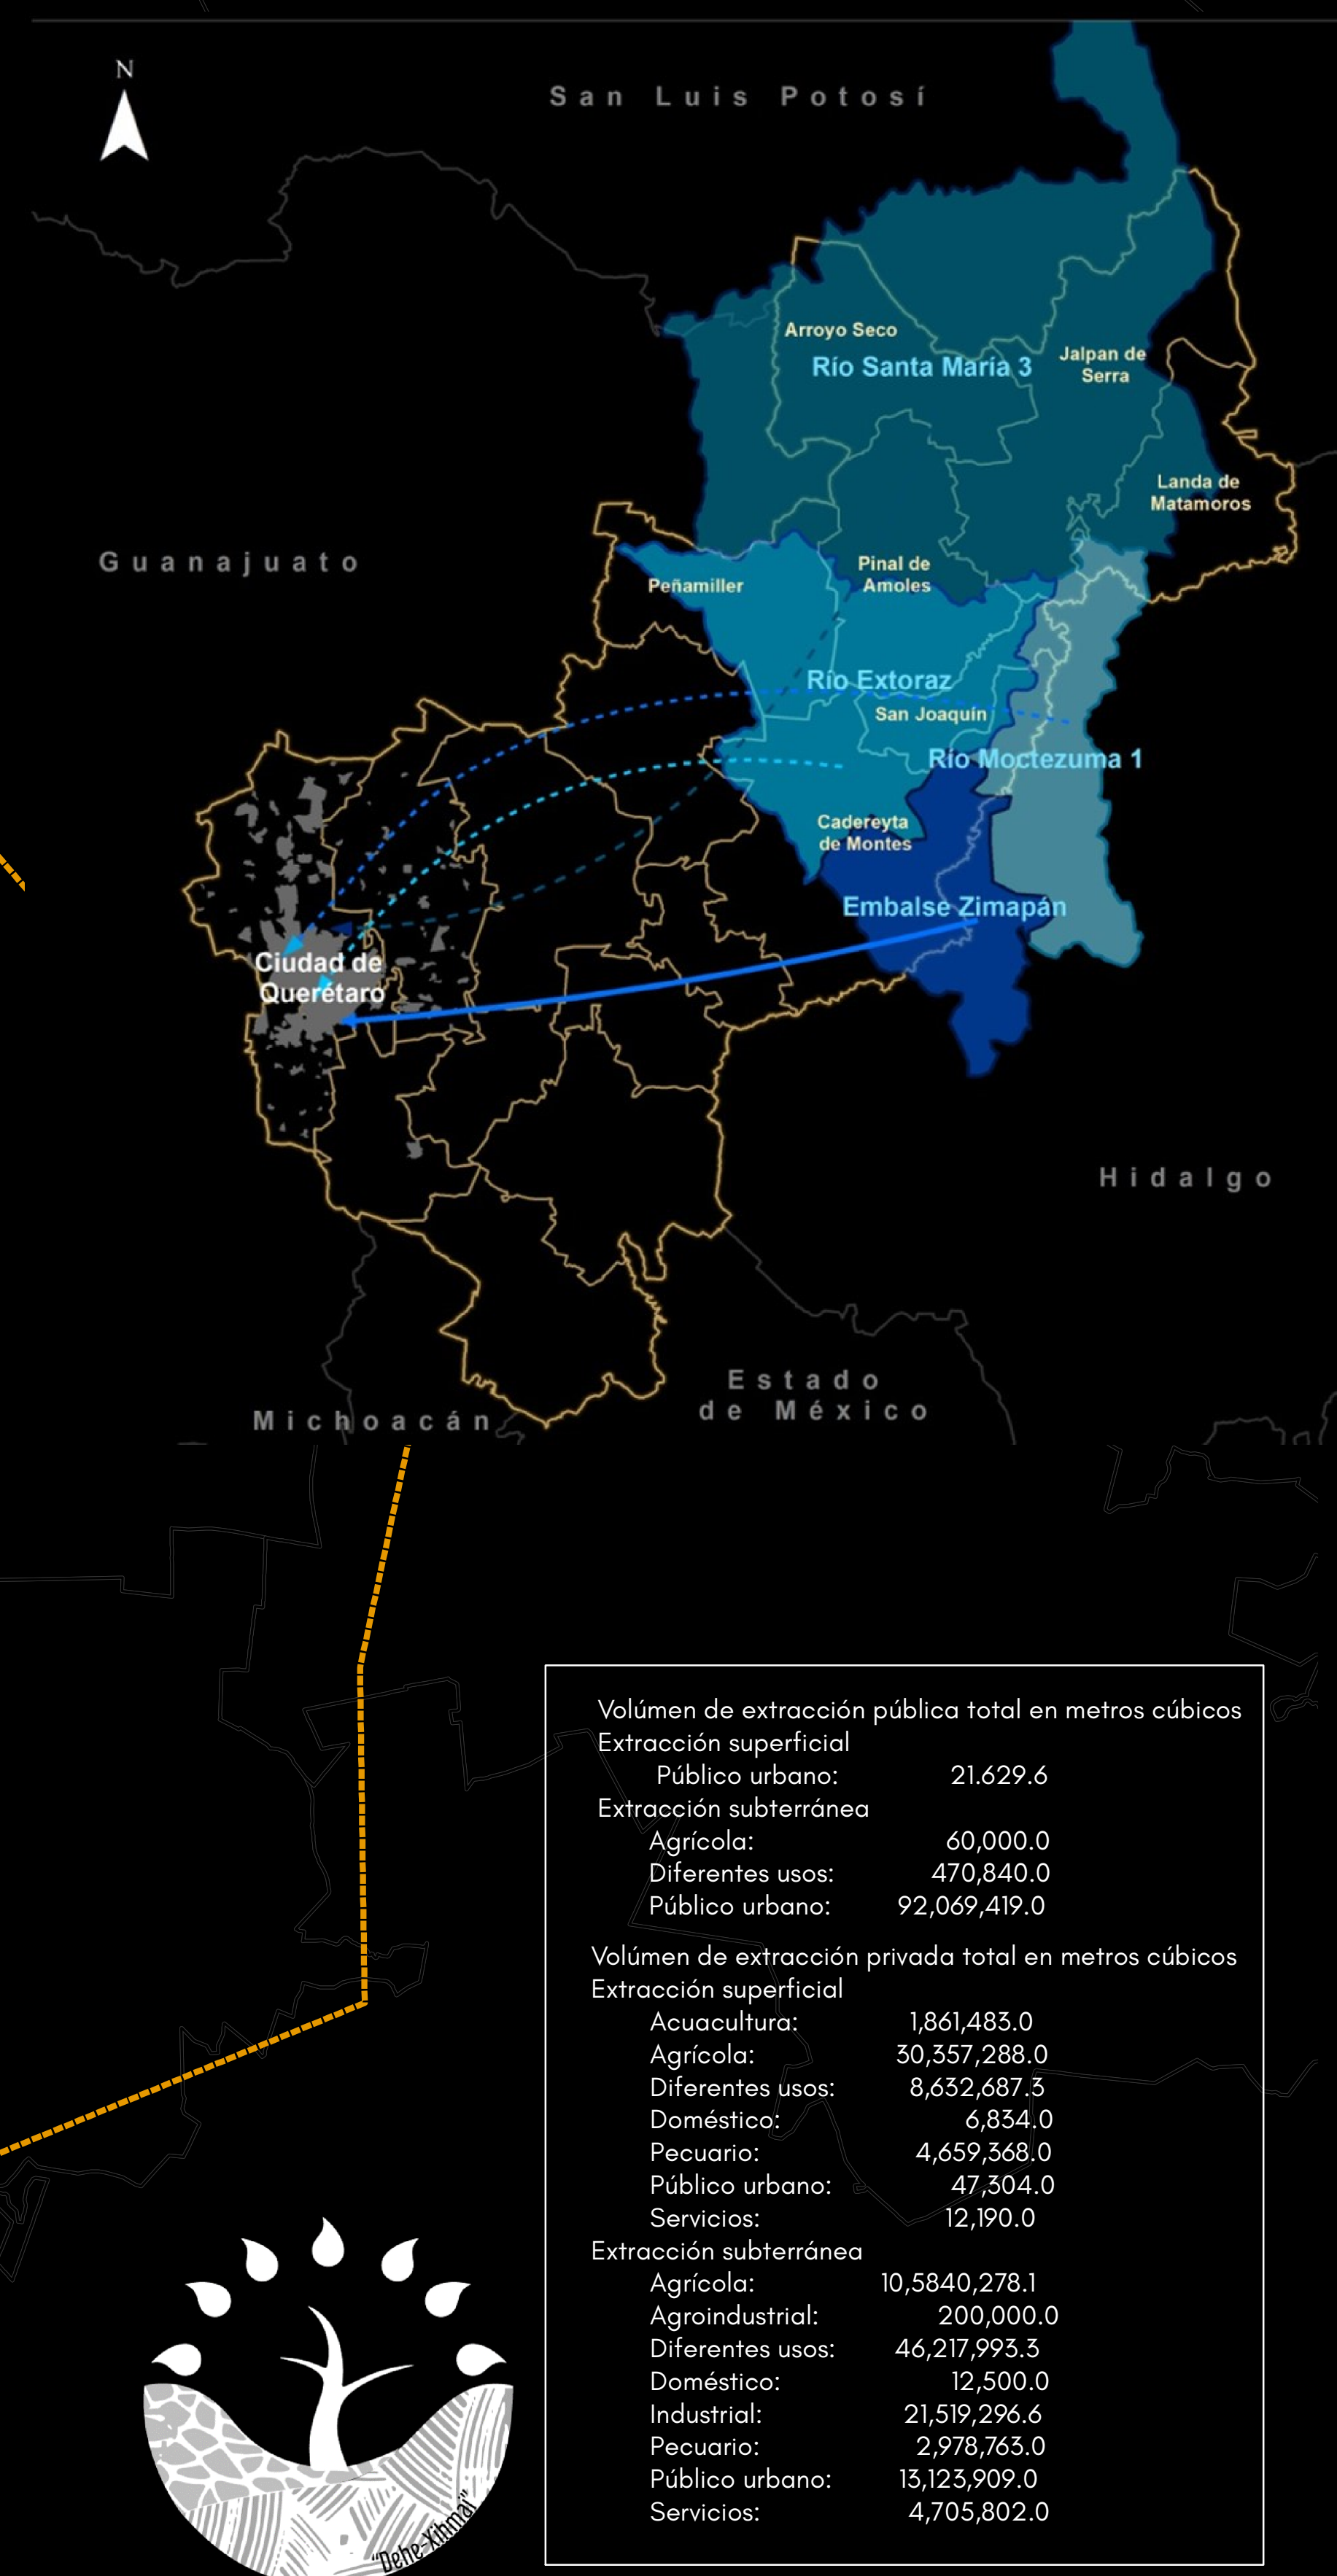 N
San Luis Potosí
Arroyo Seco
Río Santa María 3
Jalpan de
Serra
Landa de
Matamoros
Guanajuato
Pinal de
Amoles
Peñamiller
Río Extoraz
San Joaquín
Río Moctezuma 1
Cadereyta
de Montes
Embalse Zimapán
Ciudad de
Querétaro
Hidalgo
Estado
de México
Michoacán
Volúmen de extracción pública total en metros cúbicos
Extracción superficial
Público urbano: 21.629.6
Extracción subterránea
Agrícola: 60,000.0
Diferentes usos: 470,840.0
Público urbano: 92,069,419.0
Volúmen de extracción privada total en metros cúbicos
Extracción superficial
Acuacultura: 1,861,483.0
Agrícola: 30,357,288.0
Diferentes usos: 8,632,687.3
Doméstico: 6,834.0
Pecuario: 4,659,368.0
Público urbano: 47,304.0
Servicios: 12,190.0
Extracción subterránea
Agrícola: 10,5840,278.1
Agroindustrial: 200,000.0
Diferentes usos: 46,217,993.3
Doméstico: 12,500.0
Industrial: 21,519,296.6
Pecuario: 2,978,763.0
Público urbano: 13,123,909.0
Servicios: 4,705,802.0
"Dehe-Xihmai"